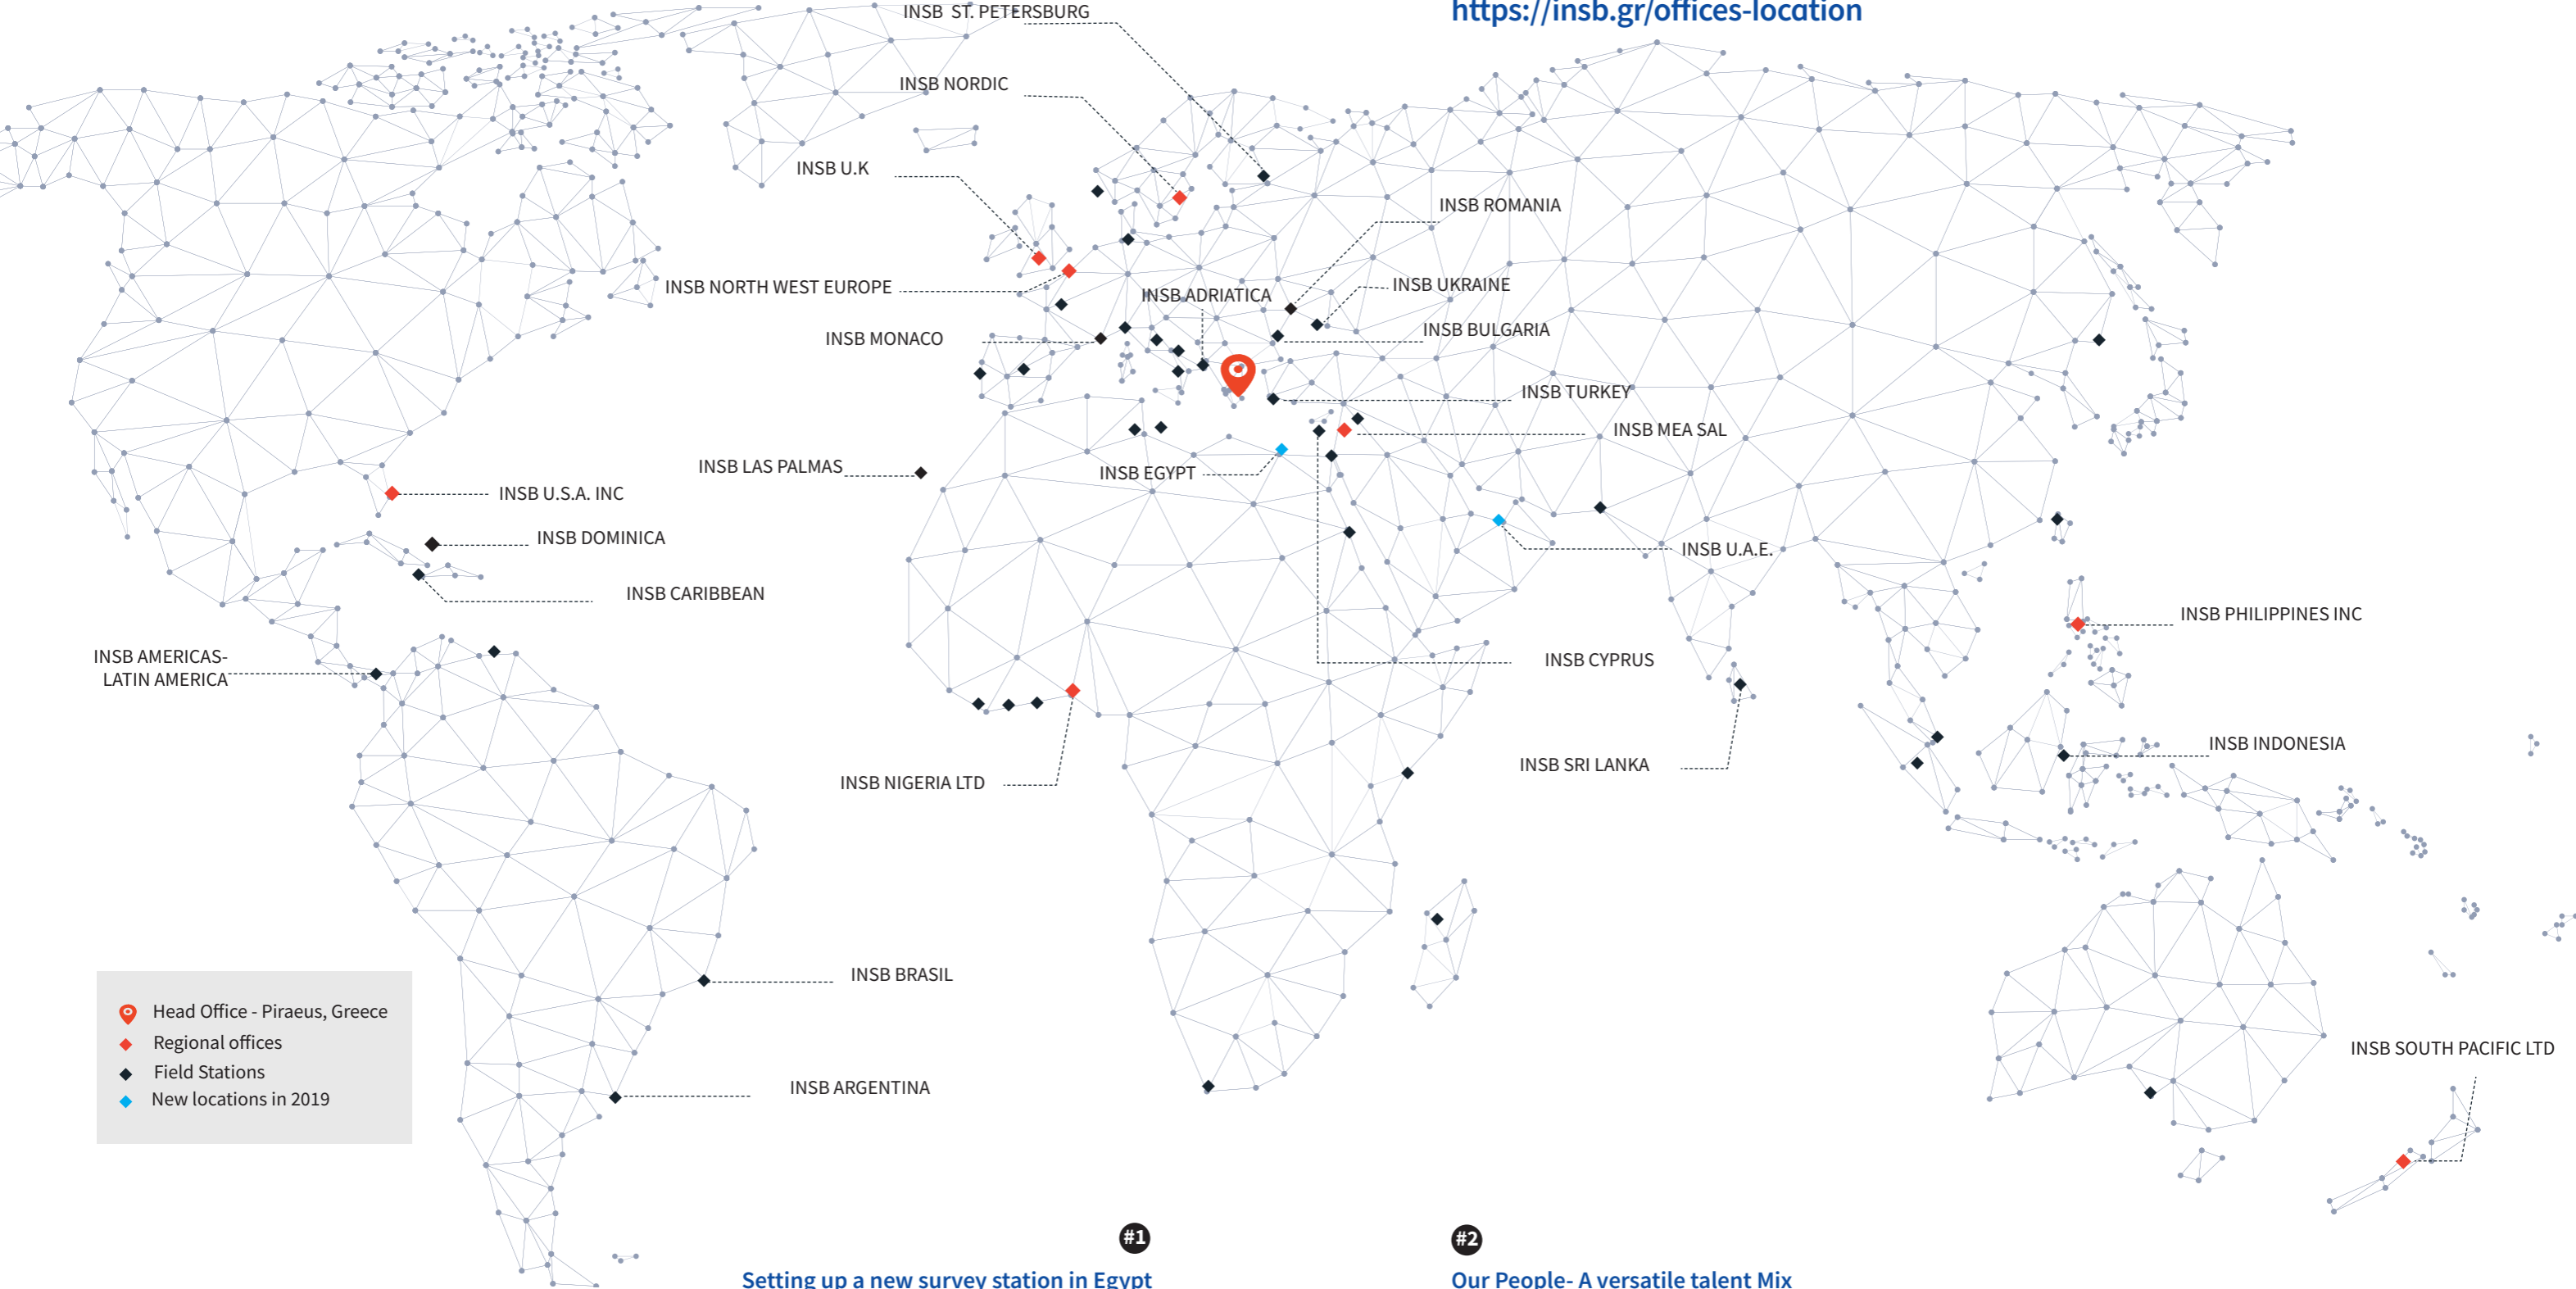 https://insb.gr/offices-location
INSB ST. PETERSBURG
INSB NORDIC
INSB U.K
INSB ROMANIA
INSB NORTH WEST EUROPE
INSB ADRIATICA
INSB UKRAINE
INSB MONACO
INSB BULGARIA
INSB TURKEY
INSB MEA SAL
INSB LAS PALMAS
INSB EGYPT
INSB U.S.A. INC
INSB DOMINICA
INSB U.A.E.
INSB CARIBBEAN
INSB PHILIPPINES INC
INSB AMERICAS-
LATIN AMERICA
INSB CYPRUS
INSB INDONESIA
INSB SRI LANKA
INSB NIGERIA LTD
INSB BRASIL
Head Office - Piraeus, Greece
Regional offices
Field Stations
New locations in 2019
INSB SOUTH PACIFIC LTD
INSB ARGENTINA
#1
Setting up a new survey station in Egypt
#2
Our People- A versatile talent Mix